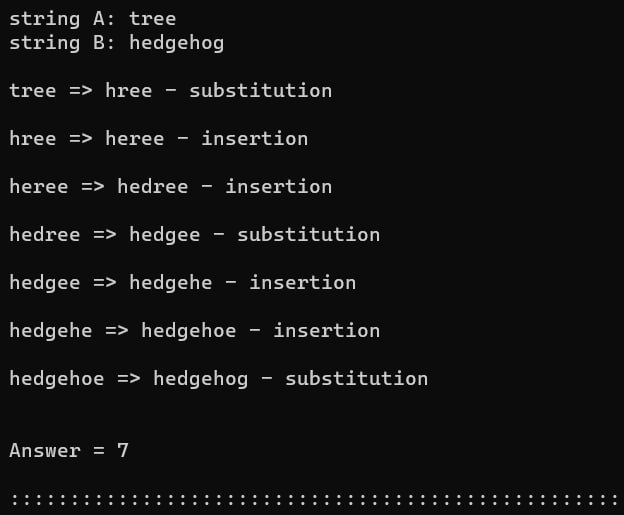 string A: tree
string B: hedgehog
tree => hree - substitution
hree => heree - insertion
heree => hedree - insertion
hedree => hedgee - substitution
hedgee => hedgehe - insertion
hedgehe => hedgehoe - insertion
hedgehoe => hedgehog - substitution
Answer = 7
:::::::::::::::::::::::::::::::::::::::::::::::::::